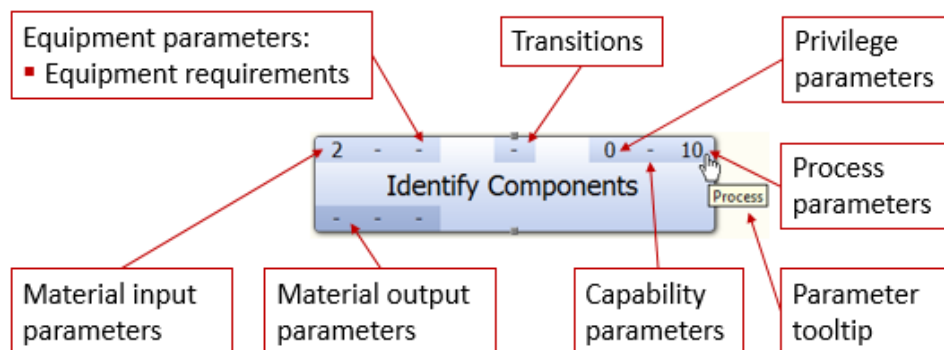 Equipment parameters:
▪ Equipment requirements
Transitions
Privilege
parameters
2 - - - 0 - 10
Identify Components
- - -
Process
Process
parameters
Material input
parameters
Material output
parameters
Capability
parameters
Parameter
tooltip